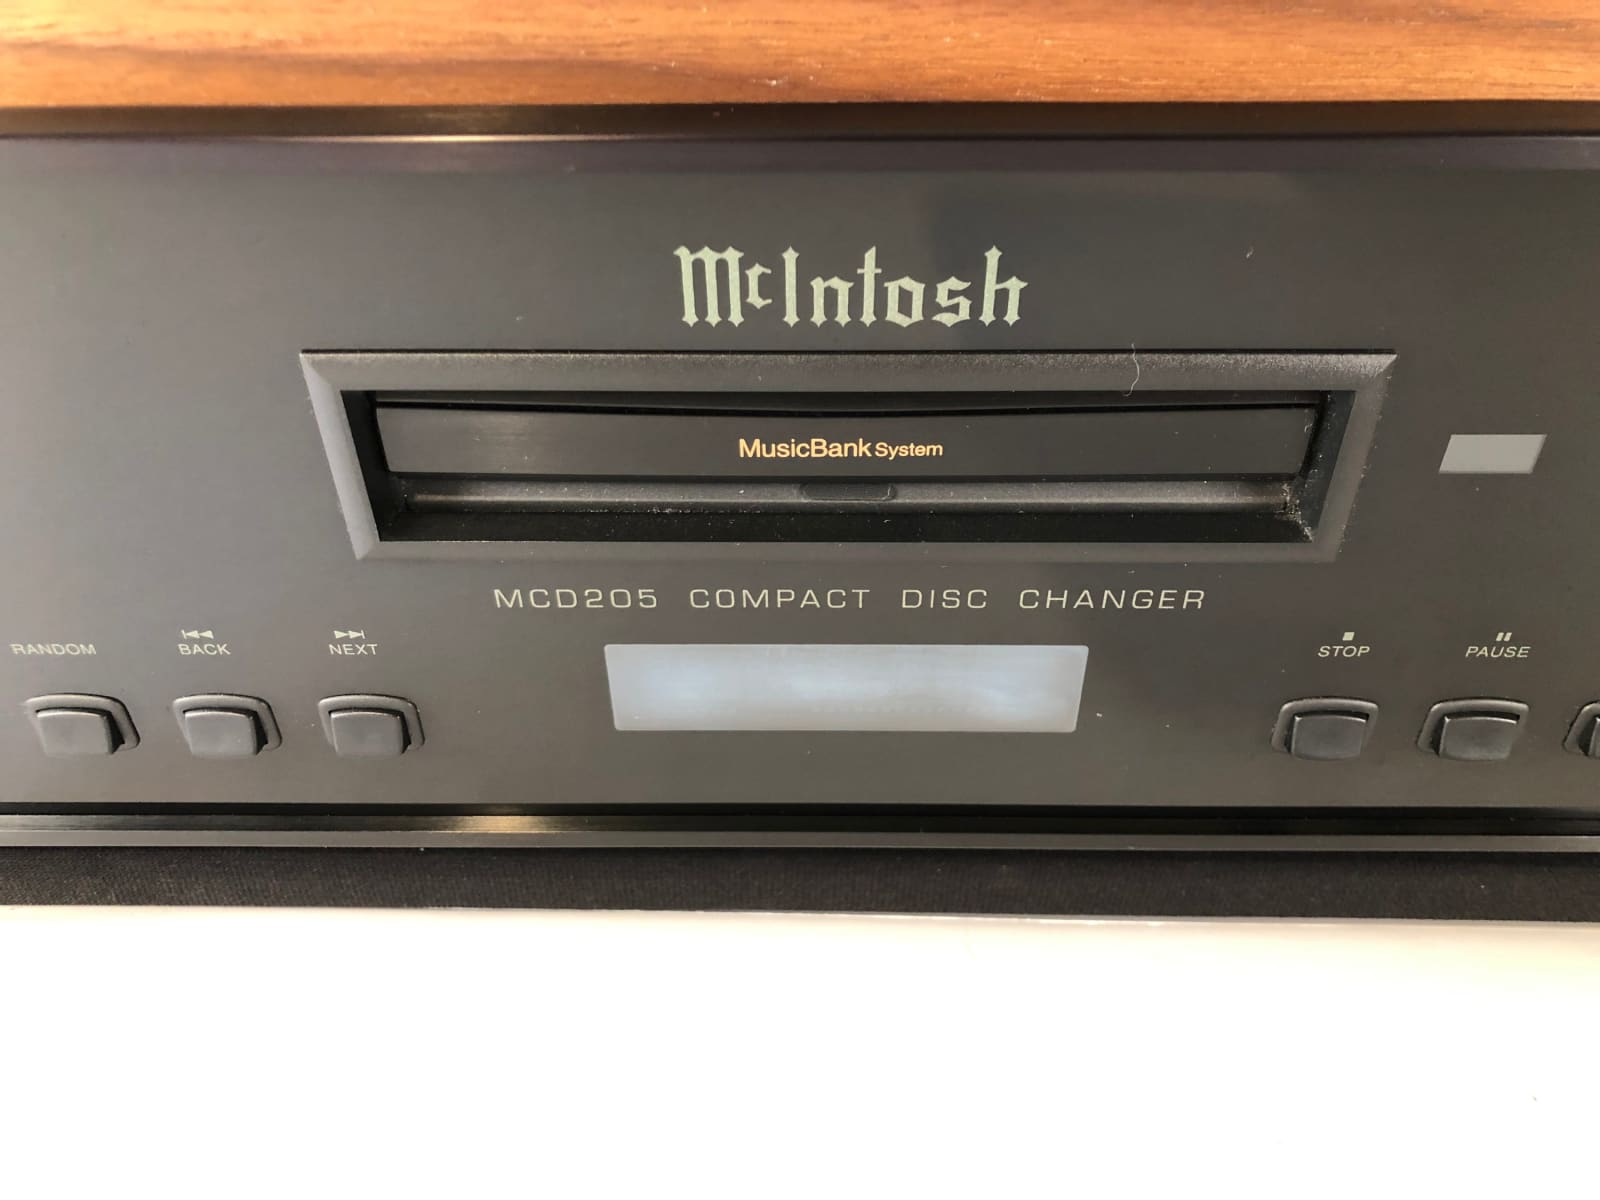 McIntosh
MusicBank System
MCD205 COMPACT DISC CHANGER
RANDOM BACK NEXT STOP PAUSE